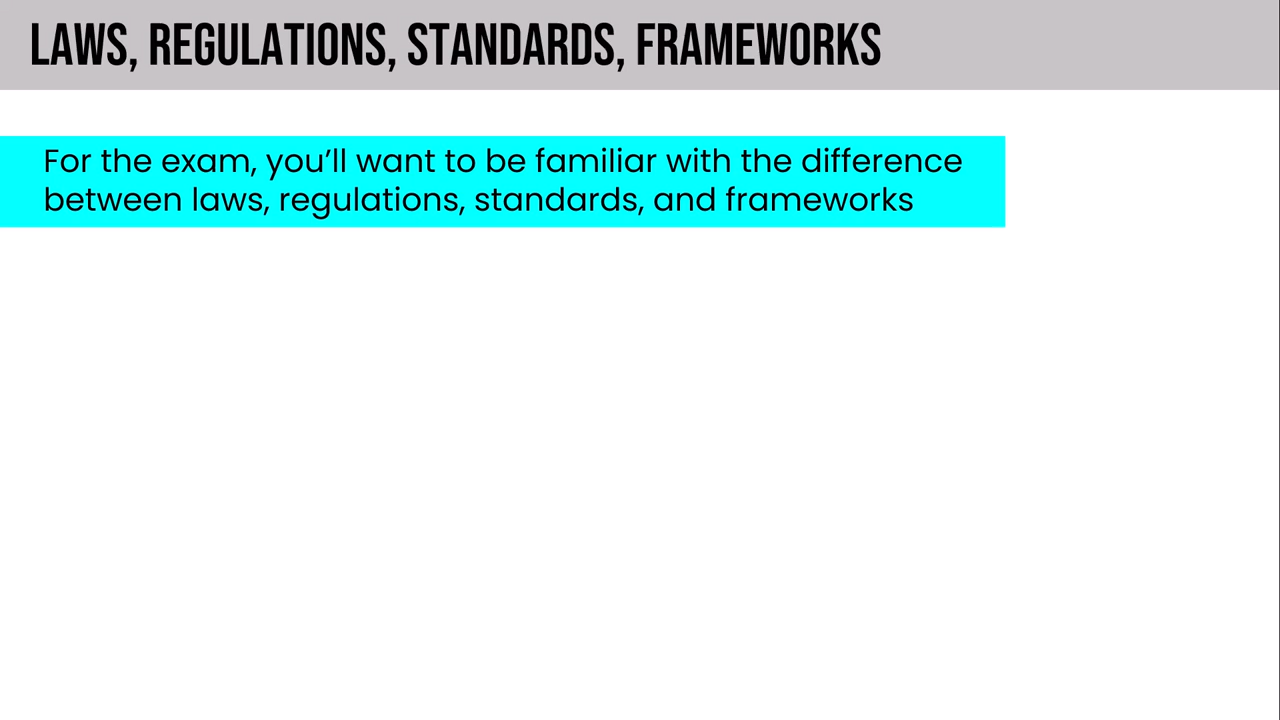 LAWS, REGULATIONS, STANDARDS, FRAMEWORKS
For the exam, you’ll want to be familiar with the difference
between laws, regulations, standards, and frameworks